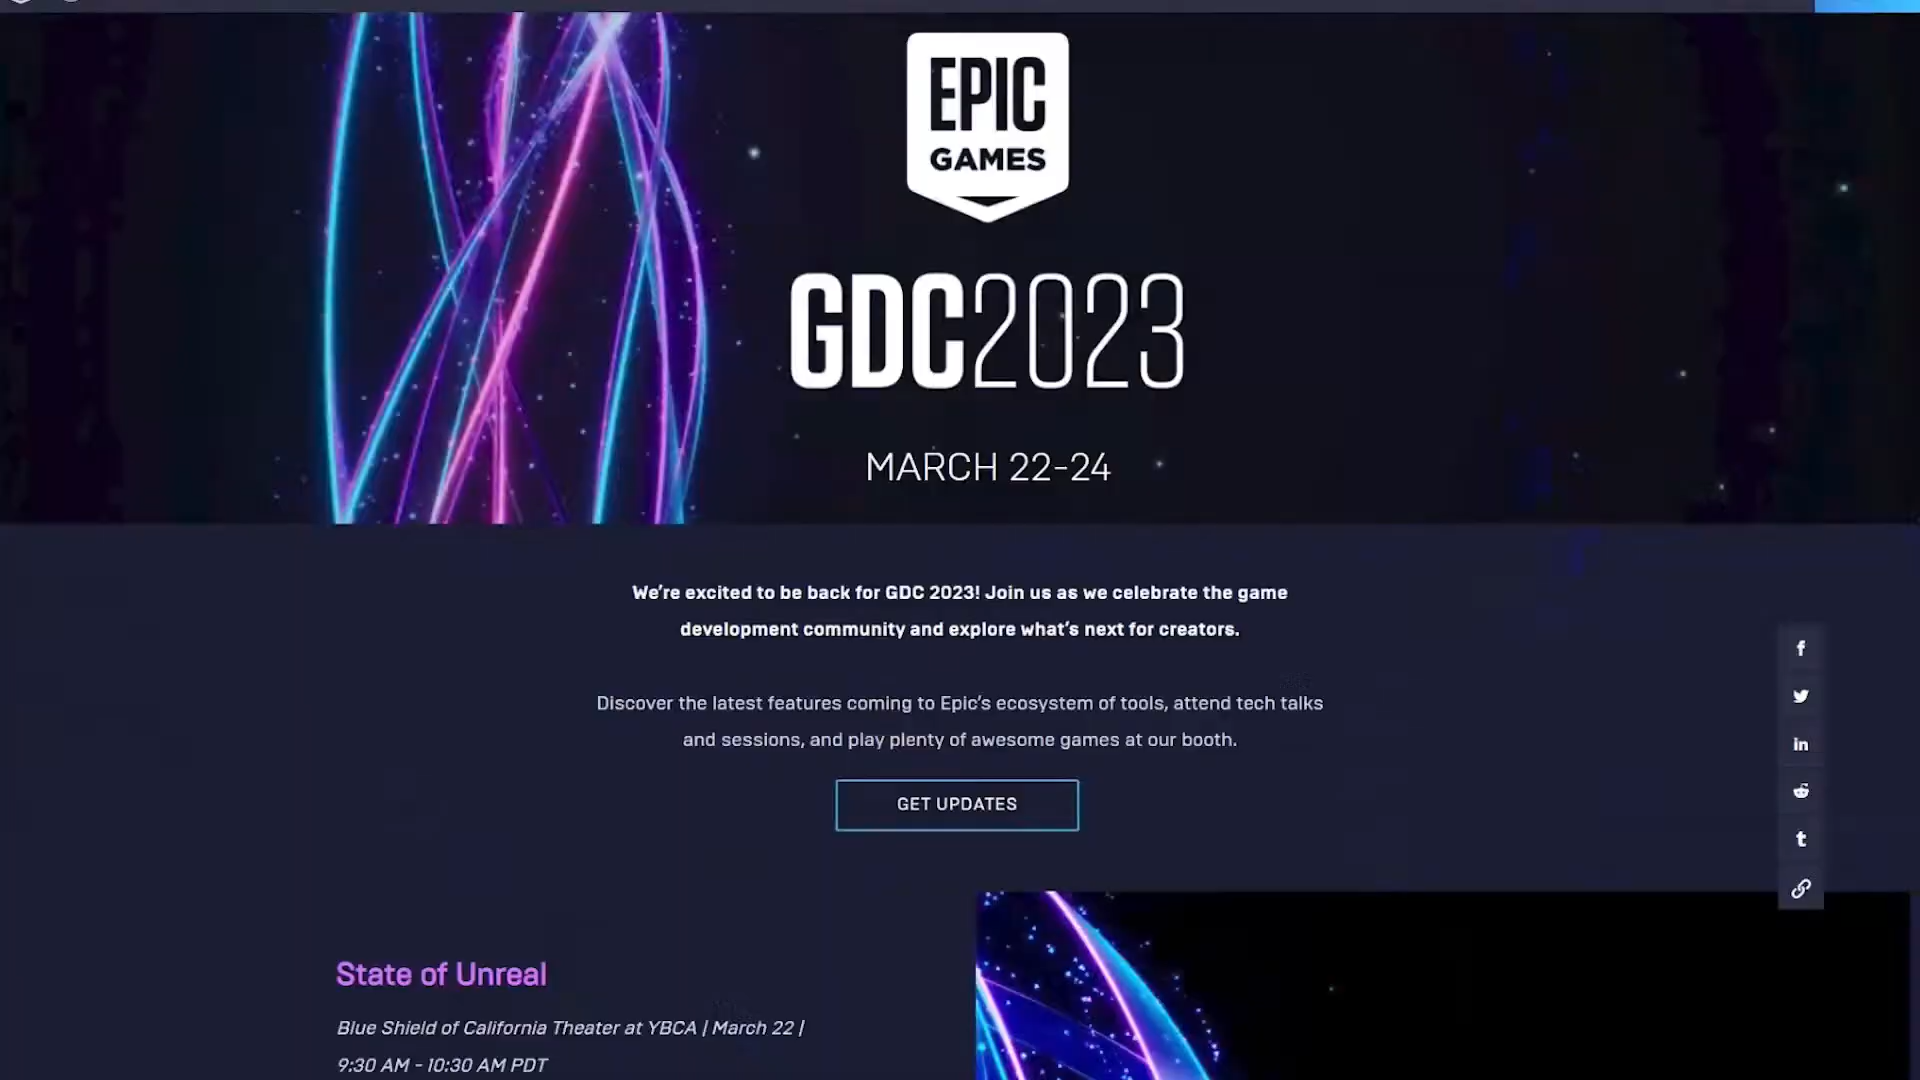 EPIC
GAMES
GDC2023
MARCH 22-24
We're excited to be back for GDC 2023! Join us as we celebrate the game
development community and explore what's next for creators.
Discover the latest features coming to Epic's ecosystem of tools, attend tech talks
and sessions, and play plenty of awesome games at our booth.
GET UPDATES
State of Unreal
Blue Shield of California Theater at YBCA | March 22 |
9:30 AM - 10:30 AM PDT